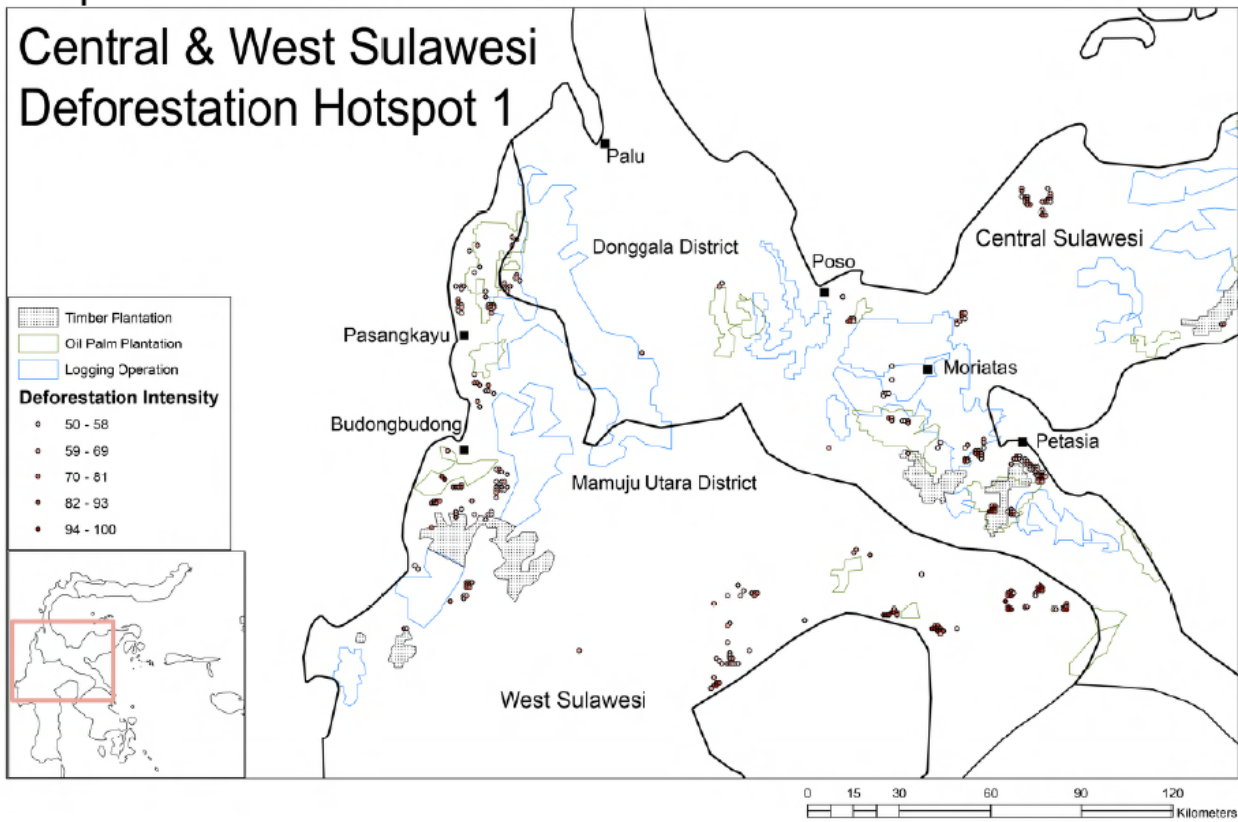 Central & West Sulawesi
Deforestation Hotspot 1
Palu
Donggala District
Central Sulawesi
Poso
Timber Plantation
Oil Palm Plantation
Logging Operation
Pasangkayu
Moriatas
Deforestation Intensity
50 - 58
59 - 69
70 - 81
82 - 93
94 - 100
Budongbudong
Petasia
Mamuju Utara District
West Sulawesi
0 15 30 60 90 120
Kilometers